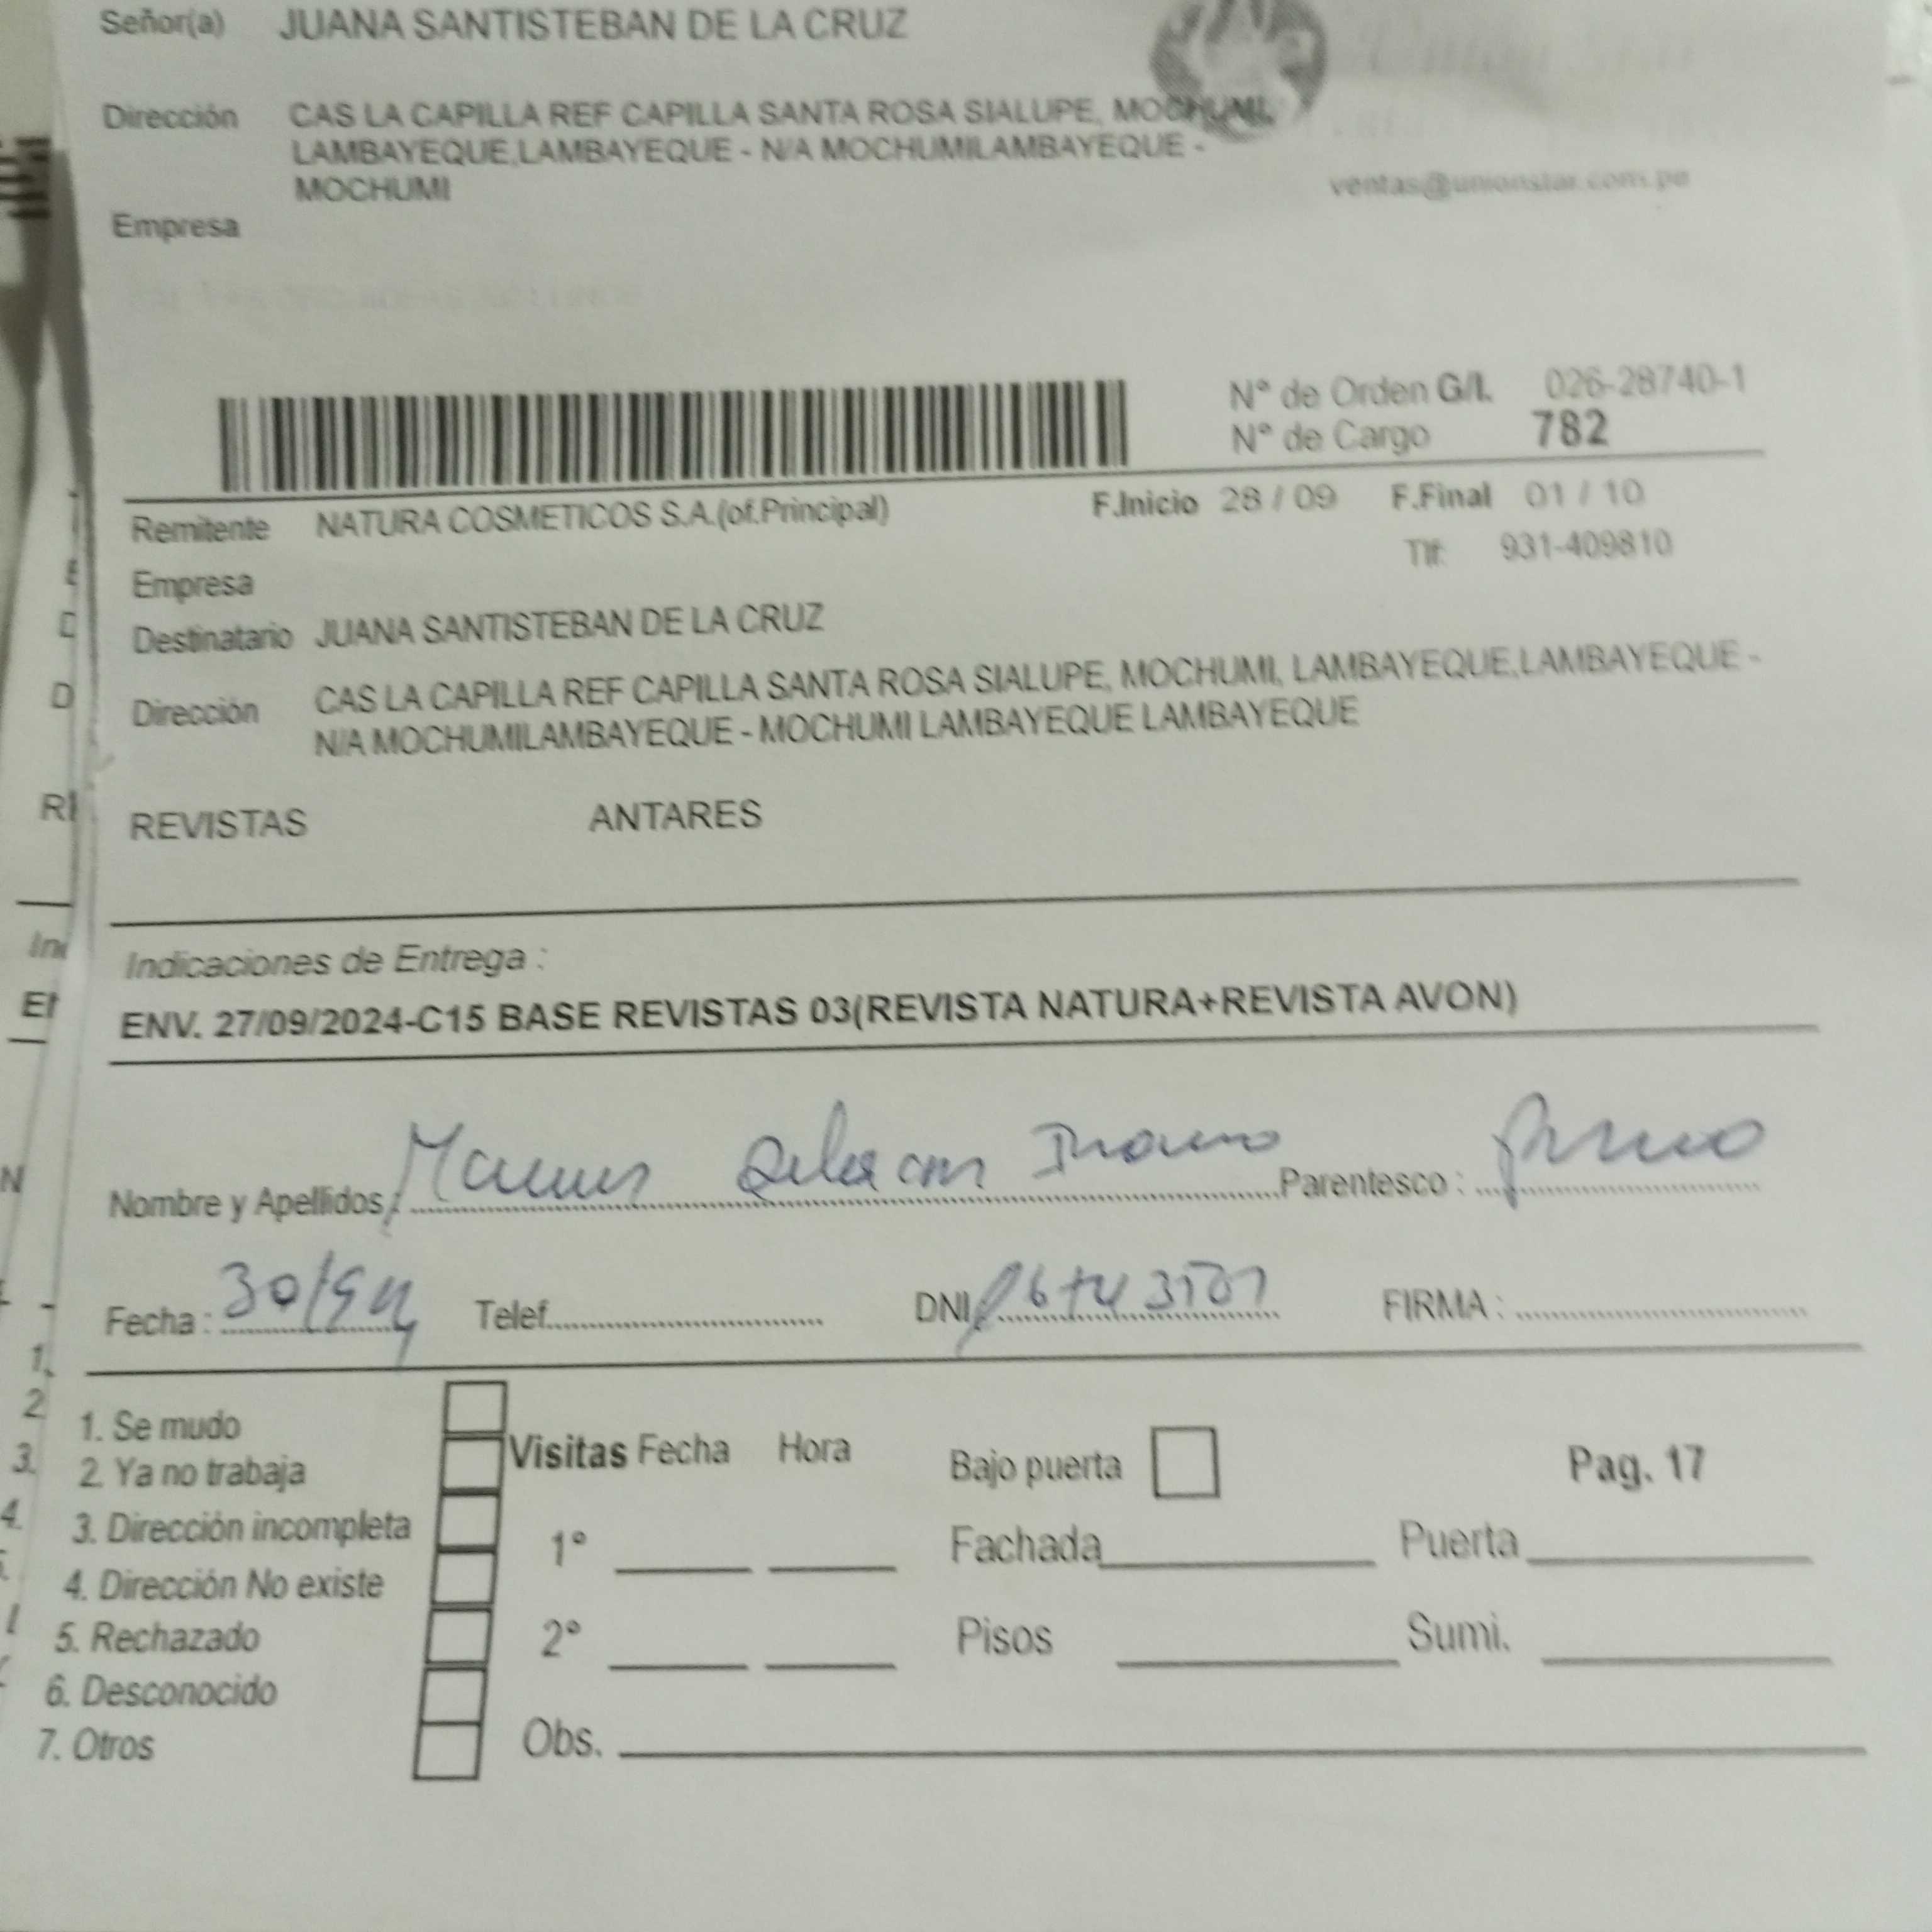 Señor(a) JUANA SANTISTEBAN DE LA CRUZ
Dirección CAS LA CAPILLA REF CAPILLA SANTA ROSA SIALUPE, MOCHUMI,
LAMBAYEQUE,LAMBAYEQUE - N/A MOCHUMILAMBAYEQUE -
MOCHUMI
ventas@unionstar.com.pe
Empresa
N° de Orden G/L 026-28740-1
N° de Cargo 782
Remitente NATURA COSMETICOS S.A.(of.Principal) F.Inicio 28 / 09 F.Final 01 / 10
Tlf: 931-409810
Empresa
Destinatario JUANA SANTISTEBAN DE LA CRUZ
Dirección CAS LA CAPILLA REF CAPILLA SANTA ROSA SIALUPE, MOCHUMI, LAMBAYEQUE,LAMBAYEQUE -
N/A MOCHUMILAMBAYEQUE - MOCHUMI LAMBAYEQUE LAMBAYEQUE
REVISTAS ANTARES
Indicaciones de Entrega :
ENV. 27/09/2024-C15 BASE REVISTAS 03(REVISTA NATURA+REVISTA AVON)
Nombre y Apellidos: Parentesco :
Fecha : Telef. DNI FIRMA :
1. Se mudo
2. Ya no trabaja
3. Dirección incompleta
4. Dirección No existe
5. Rechazado
6. Desconocido
7. Otros
Visitas Fecha Hora
1°
2°
Obs.
Bajo puerta Pag. 17
Fachada Puerta
Pisos Sumi.